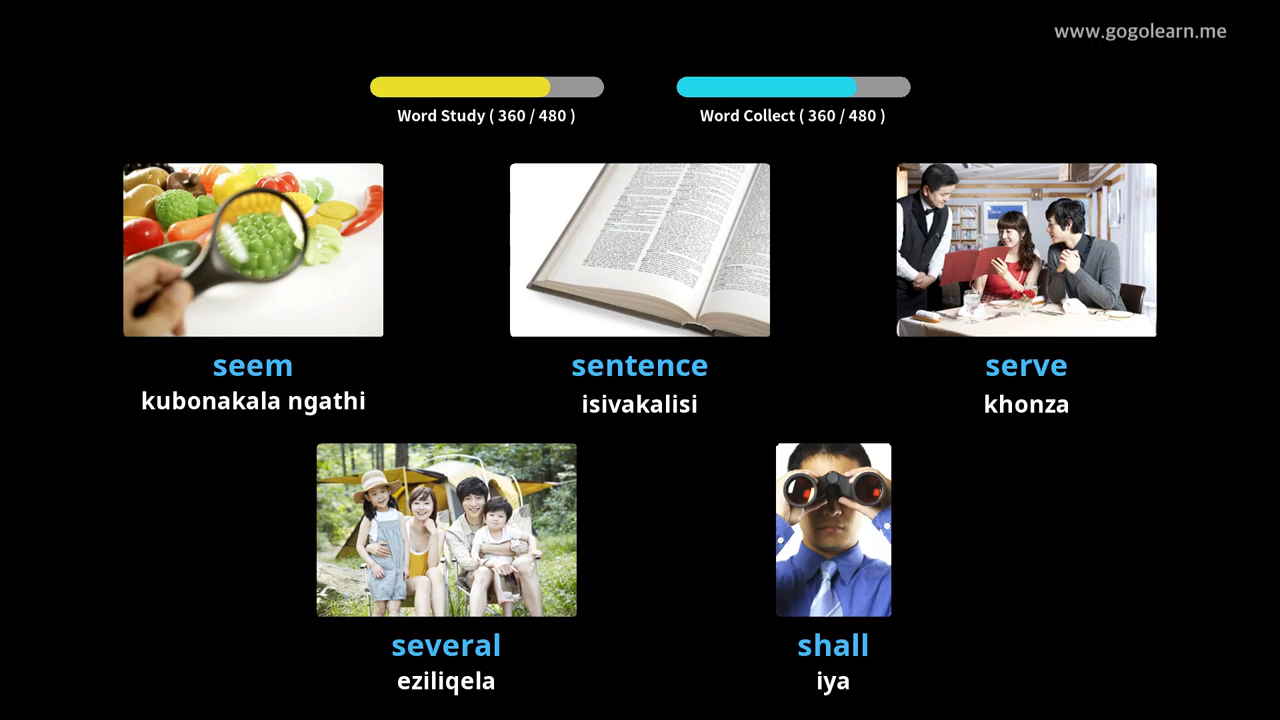 www.gogolearn.me
Word Study ( 360 / 480 )
Word Collect ( 360 / 480 )
seem
kubonakala ngathi
sentence
isivakalisi
serve
khonza
several
eziliqela
shall
iya